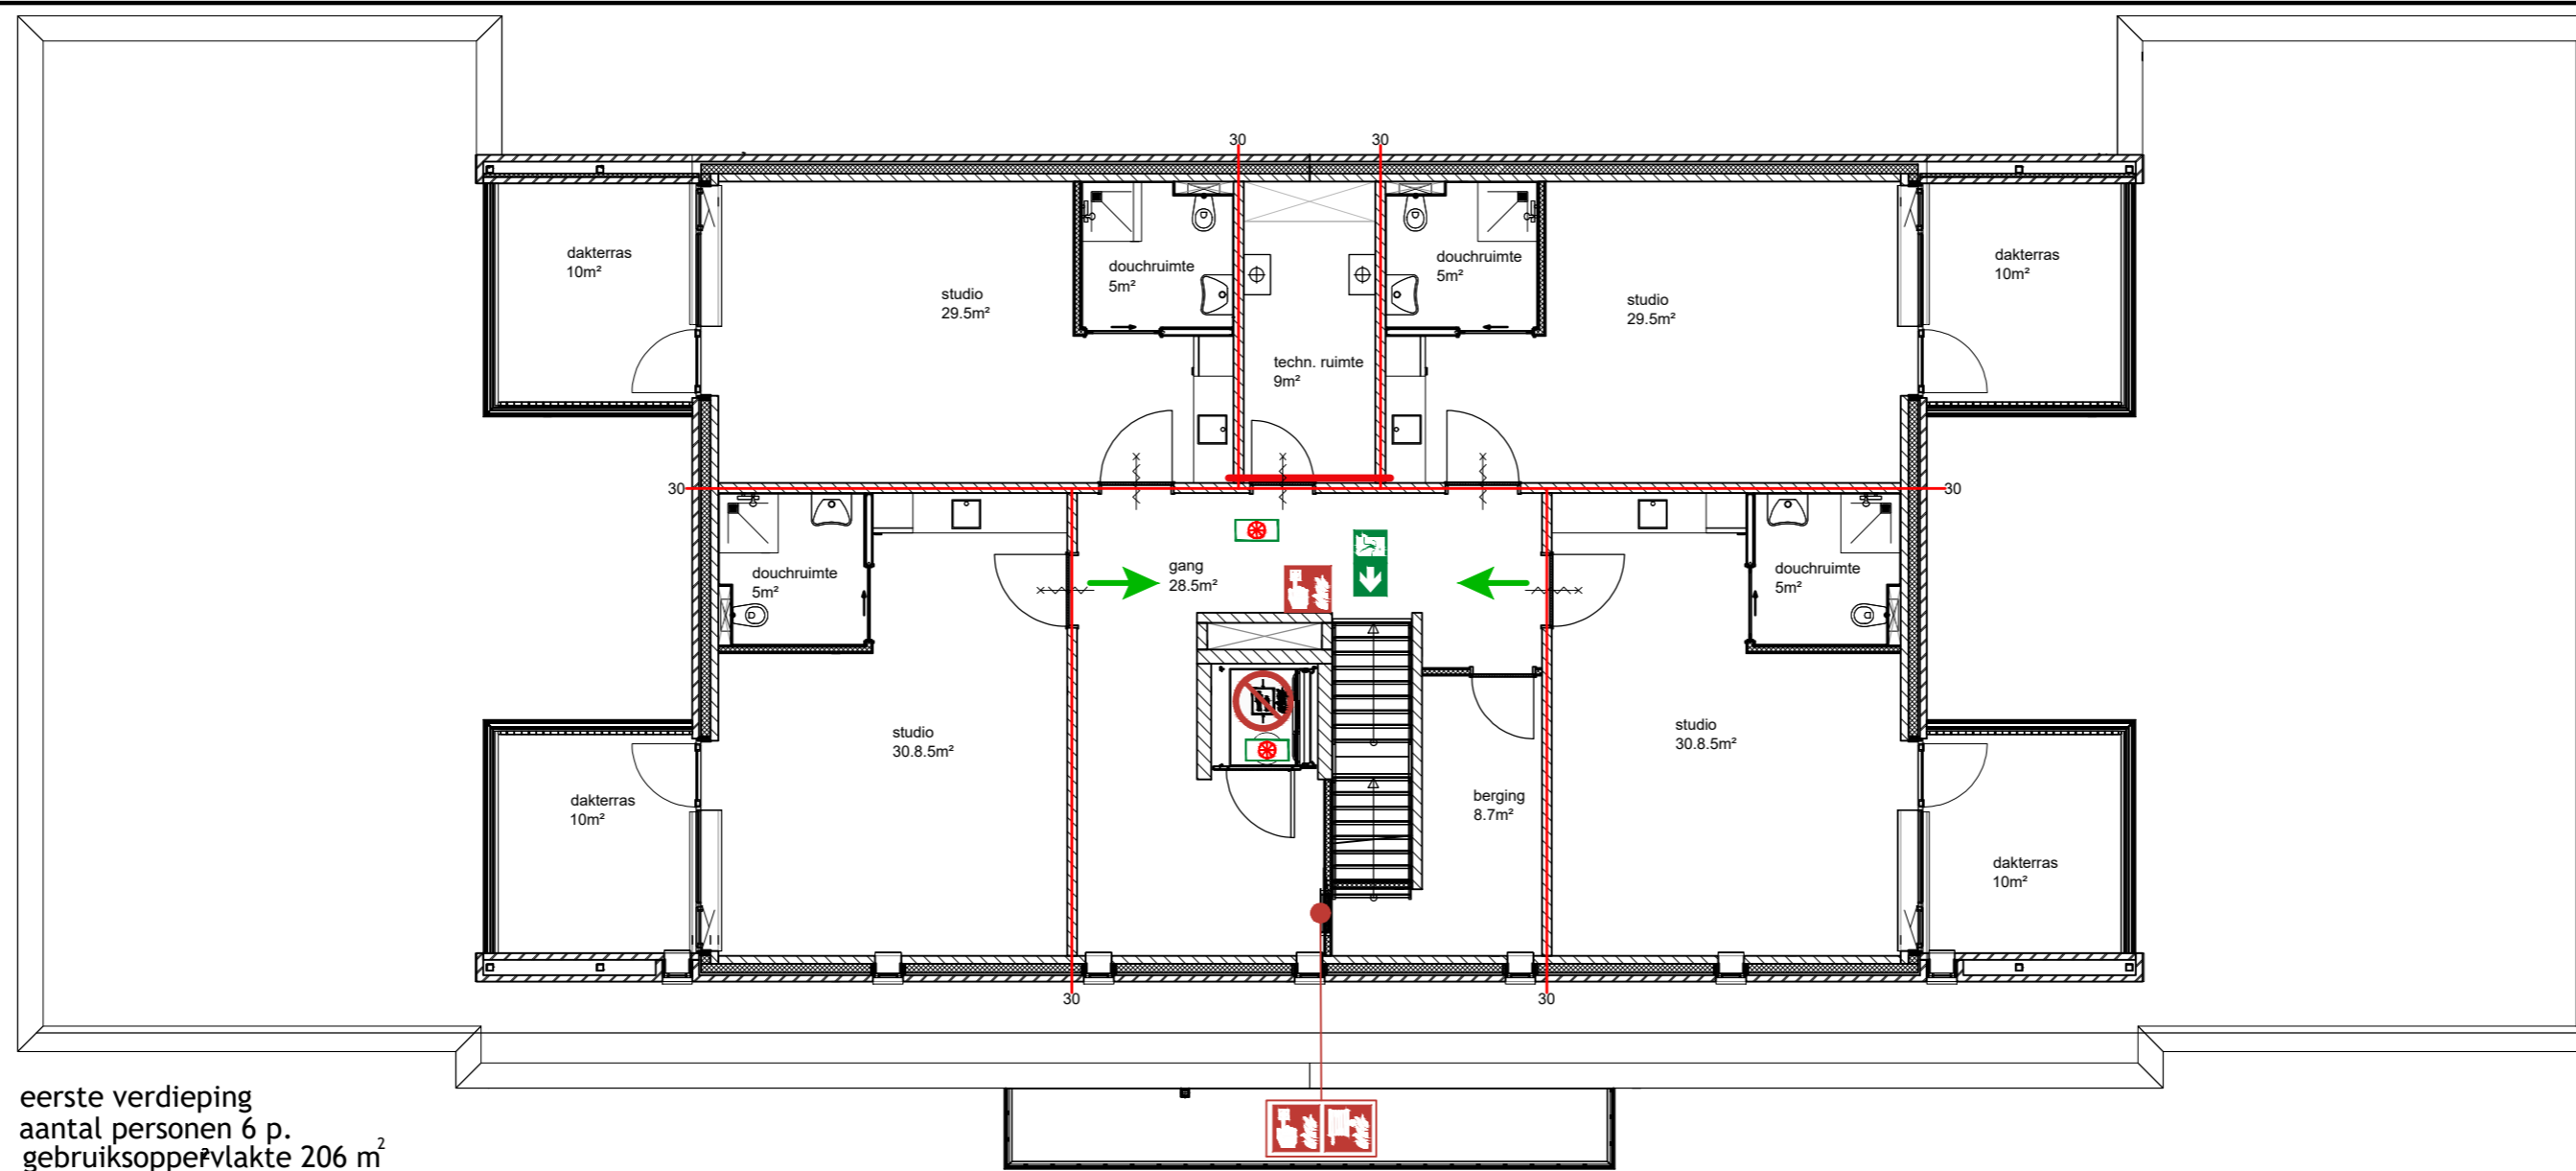 30
30
dakterras
10m²
studio
29.5m²
douchruimte
5m²
douchruimte
5m²
studio
29.5m²
dakterras
10m²
techn. ruimte
9m²
30
30
douchruimte
5m²
gang
28.5m²
douchruimte
5m²
studio
30.8.5m²
studio
30.8.5m²
dakterras
10m²
berging
8.7m²
dakterras
10m²
30
30
eerste verdieping
aantal personen 6 p.
gebruiksoppervlakte 206 m²